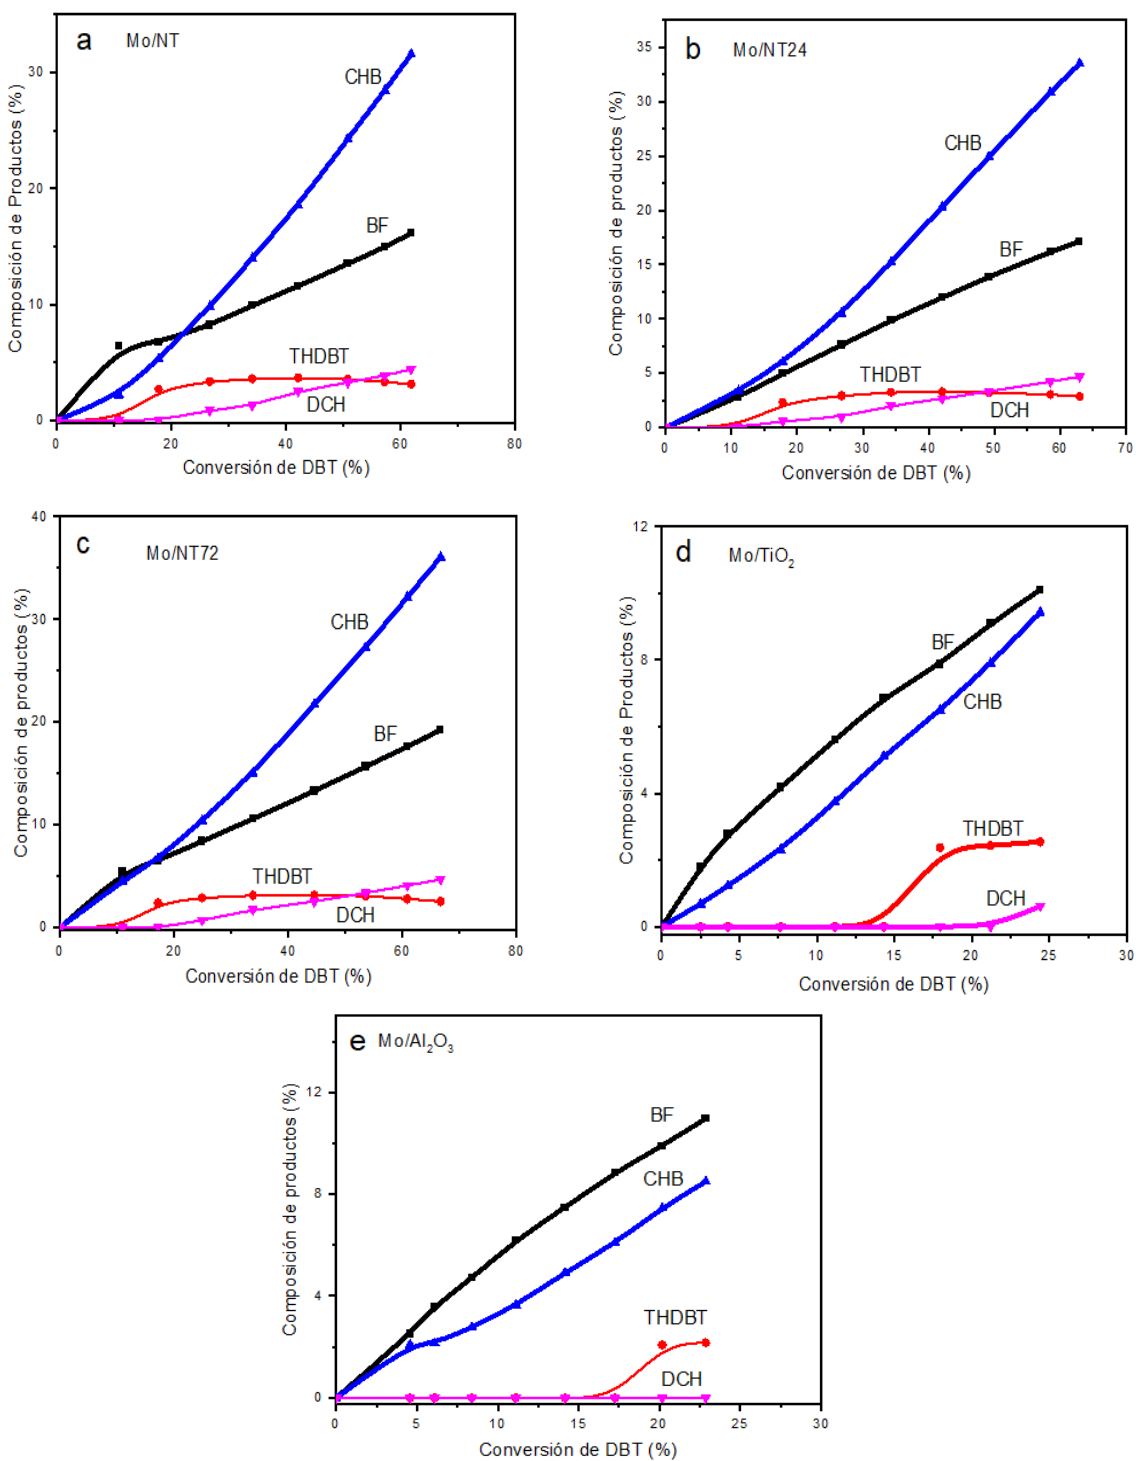 a Mo/NT
CHB
BF
THDBT
DCH
30
20
10
0
0 20 40 60 80
Composición de Productos (%)
Conversión de DBT (%)
b Mo/NT24
CHB
BF
THDBT
DCH
35
30
25
20
15
10
5
0
0 10 20 30 40 50 60 70
Composición de productos (%)
Conversión de DBT (%)
c Mo/NT72
CHB
BF
THDBT
DCH
40
30
20
10
0
0 20 40 60 80
Composición de productos (%)
Conversión de DBT (%)
d Mo/TiO₂
BF
CHB
THDBT
DCH
12
8
4
0
0 5 10 15 20 25 30
Composición de Productos (%)
Conversión de DBT (%)
e Mo/Al₂O₃
BF
CHB
THDBT
DCH
12
8
4
0
0 5 10 15 20 25 30
Composición de productos (%)
Conversión de DBT (%)